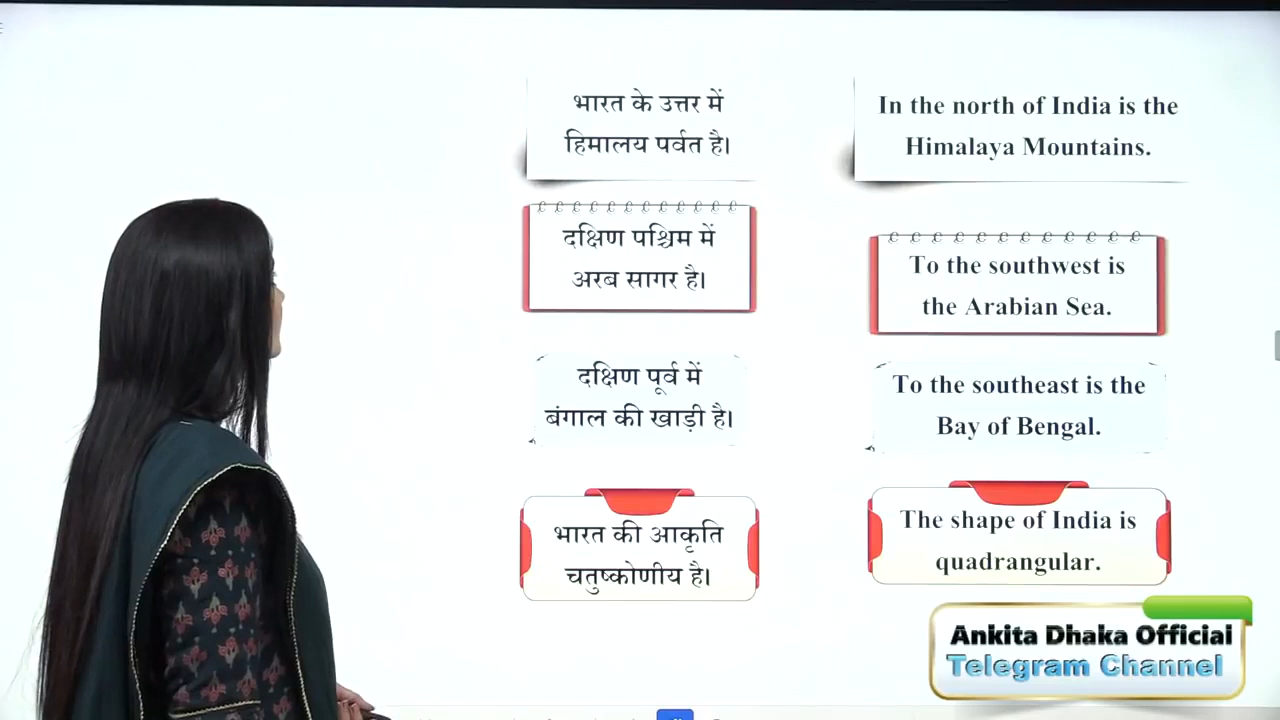 भारत के उत्तर में
हिमालय पर्वत है।
In the north of India is the
Himalaya Mountains.
दक्षिण पश्चिम में
अरब सागर है।
To the southwest is
the Arabian Sea.
दक्षिण पूर्व में
बंगाल की खाड़ी है।
To the southeast is the
Bay of Bengal.
भारत की आकृति
चतुष्कोणीय है।
The shape of India is
quadrangular.
Ankita Dhaka Official
Telegram Channel